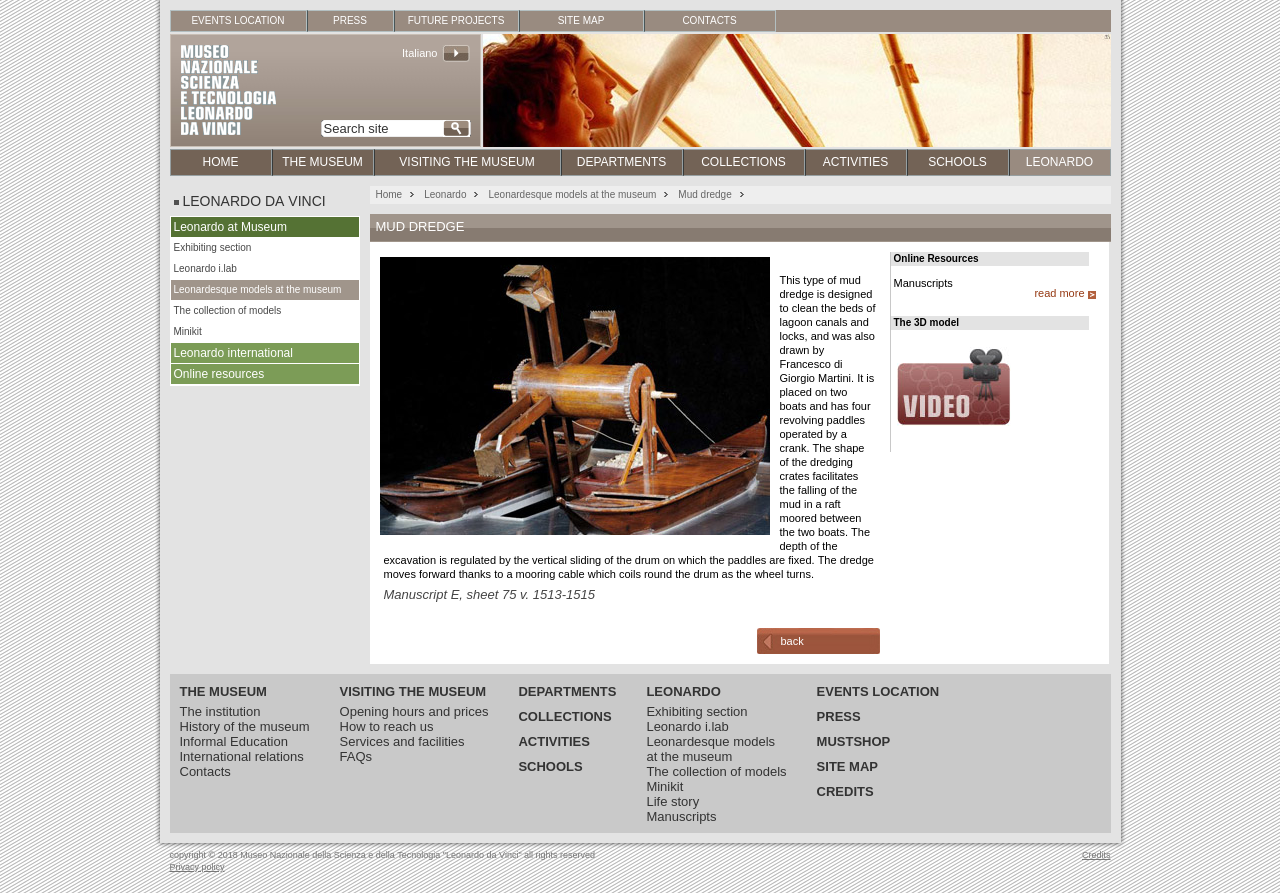 EVENTS LOCATION
PRESS
FUTURE PROJECTS
SITE MAP
CONTACTS
MUSEO
NAZIONALE
SCIENZA
E TECNOLOGIA
LEONARDO
DA VINCI
Italiano
Search site
HOME
THE MUSEUM
VISITING THE MUSEUM
DEPARTMENTS
COLLECTIONS
ACTIVITIES
SCHOOLS
LEONARDO
LEONARDO DA VINCI
Leonardo at Museum
Exhibiting section
Leonardo i.lab
Leonardesque models at the museum
The collection of models
Minikit
Leonardo international
Online resources
Home
Leonardo
Leonardesque models at the museum
Mud dredge
MUD DREDGE
This type of mud
dredge is designed
to clean the beds of
lagoon canals and
locks, and was also
drawn by
Francesco di
Giorgio Martini. It is
placed on two
boats and has four
revolving paddles
operated by a
crank. The shape
of the dredging
crates facilitates
the falling of the
mud in a raft
moored between
the two boats. The
depth of the
excavation is regulated by the vertical sliding of the drum on which the paddles are fixed. The dredge
moves forward thanks to a mooring cable which coils round the drum as the wheel turns.
Manuscript E, sheet 75 v. 1513-1515
back
Online Resources
Manuscripts
read more
The 3D model
VIDEO
THE MUSEUM
The institution
History of the museum
Informal Education
International relations
Contacts
VISITING THE MUSEUM
Opening hours and prices
How to reach us
Services and facilities
FAQs
DEPARTMENTS
COLLECTIONS
ACTIVITIES
SCHOOLS
LEONARDO
Exhibiting section
Leonardo i.lab
Leonardesque models
at the museum
The collection of models
Minikit
Life story
Manuscripts
EVENTS LOCATION
PRESS
MUSTSHOP
SITE MAP
CREDITS
copyright © 2018 Museo Nazionale della Scienza e della Tecnologia "Leonardo da Vinci" all rights reserved
Privacy policy
Credits